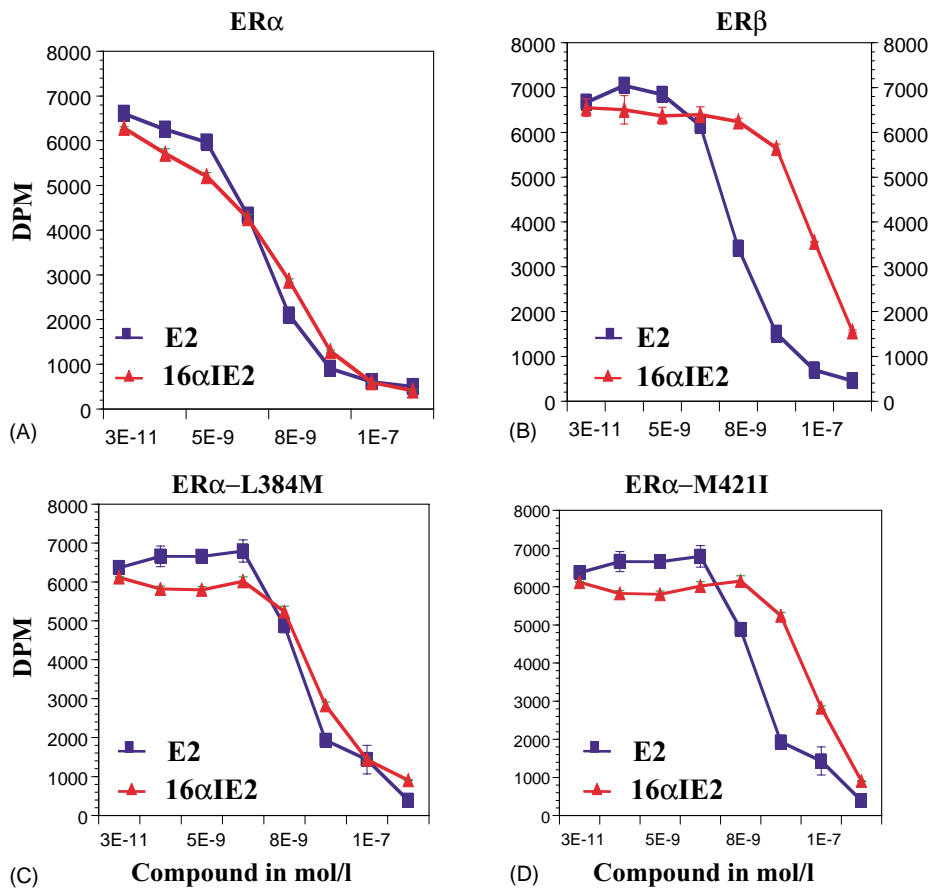 ERα
8000
7000
6000
5000
4000
3000
2000
1000
0
DPM
E2
16αIE2
(A)
3E-11 5E-9 8E-9 1E-7
ERβ
8000 8000
7000 7000
6000 6000
5000 5000
4000 4000
3000 3000
2000 2000
1000 1000
0 0
E2
16αIE2
(B)
3E-11 5E-9 8E-9 1E-7
ERα–L384M
8000
7000
6000
5000
4000
3000
2000
1000
0
DPM
E2
16αIE2
3E-11 5E-9 8E-9 1E-7
(C) Compound in mol/l
ERα–M421I
8000
7000
6000
5000
4000
3000
2000
1000
0
E2
16αIE2
3E-11 5E-9 8E-9 1E-7
(D) Compound in mol/l